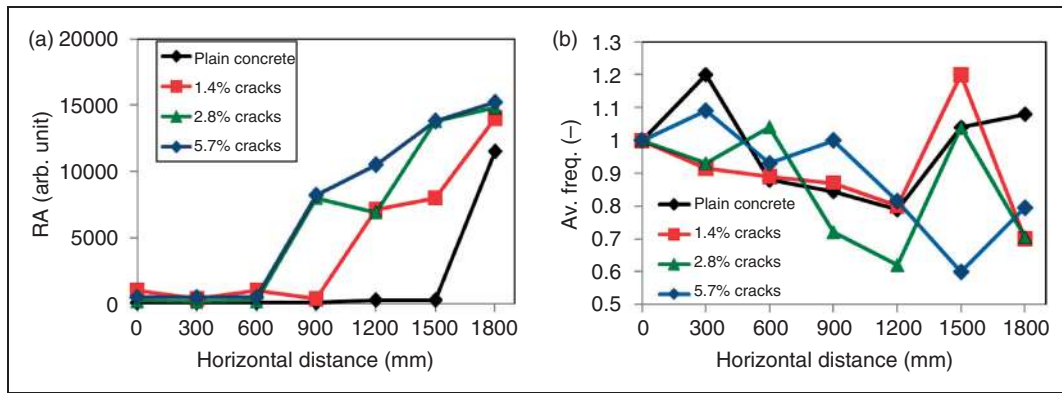 (a)
20000
15000
10000
5000
0
RA (arb. unit)
Plain concrete
1.4% cracks
2.8% cracks
5.7% cracks
0 300 600 900 1200 1500 1800
Horizontal distance (mm)
(b)
1.3
1.2
1.1
1
0.9
0.8
0.7
0.6
0.5
Av. freq. (–)
Plain concrete
1.4% cracks
2.8% cracks
5.7% cracks
0 300 600 900 1200 1500 1800
Horizontal distance (mm)